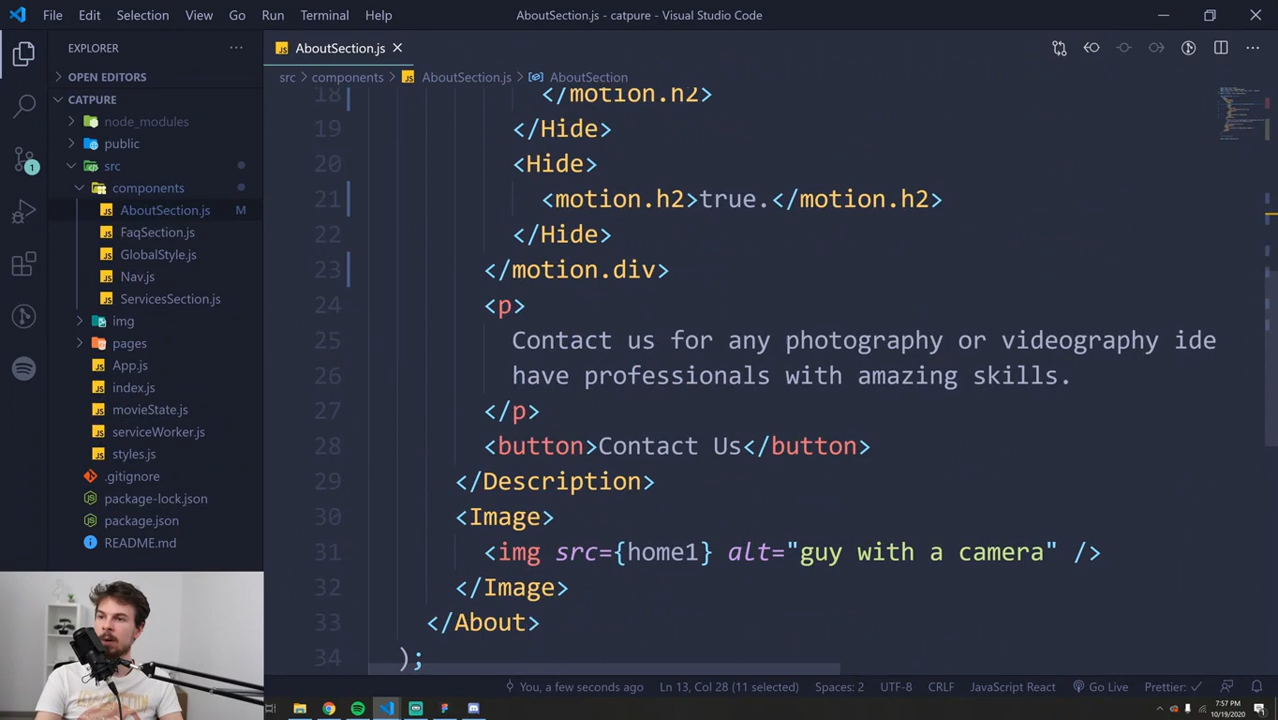 File Edit Selection View Go Run Terminal Help AboutSection.js - catpure - Visual Studio Code
EXPLORER
OPEN EDITORS
CATPURE
node_modules
public
src
components
AboutSection.js M
FaqSection.js
GlobalStyle.js
Nav.js
ServicesSection.js
img
pages
App.js
index.js
movieState.js
serviceWorker.js
styles.js
.gitignore
package-lock.json
package.json
README.md
1
AboutSection.js
src > components > AboutSection.js > AboutSection
18 </motion.h2>
19 </Hide>
20 <Hide>
21 <motion.h2>true.</motion.h2>
22 </Hide>
23 </motion.div>
24 <p>
25 Contact us for any photography or videography ide
26 have professionals with amazing skills.
27 </p>
28 <button>Contact Us</button>
29 </Description>
30 <Image>
31 <img src={home1} alt="guy with a camera" />
32 </Image>
33 </About>
34 );
You, a few seconds ago Ln 13, Col 28 (11 selected) Spaces: 2 UTF-8 CRLF JavaScript React Go Live Prettier: ✓
7:57 PM
10/19/2020